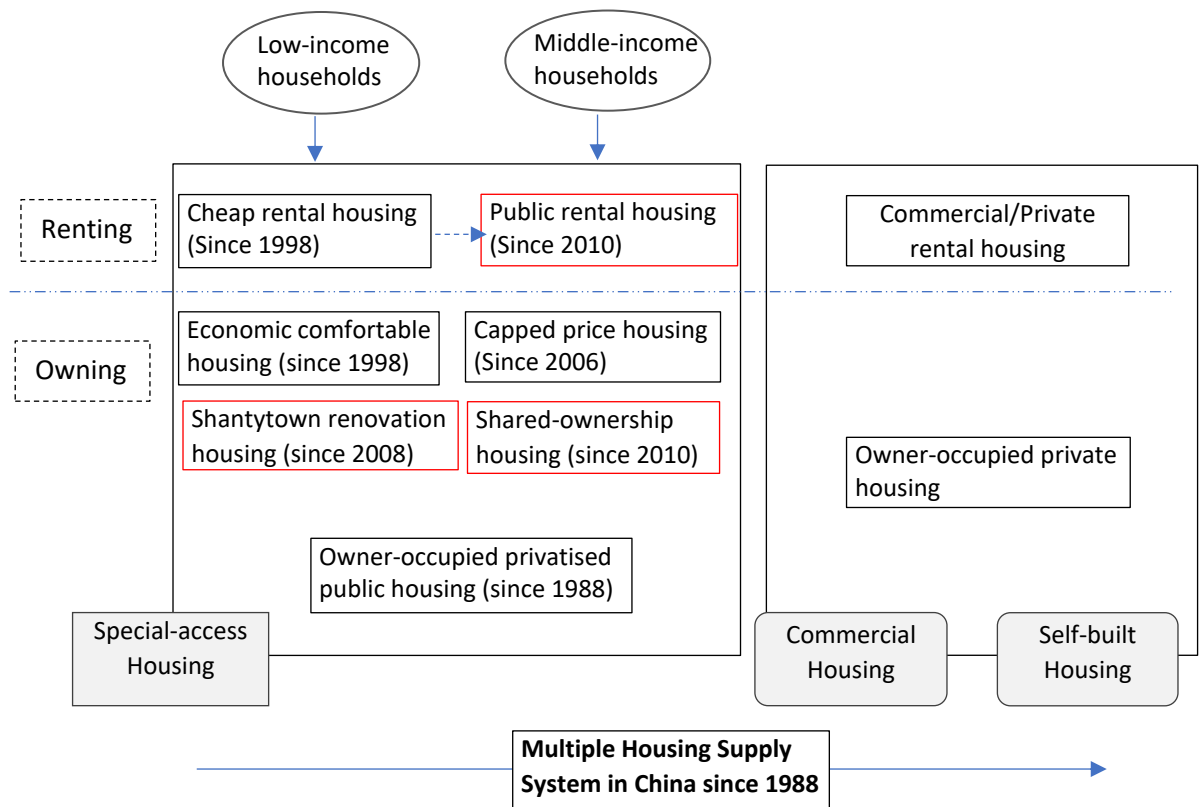 Low-income
households
Middle-income
households
Renting
Cheap rental housing
(Since 1998)
Public rental housing
(Since 2010)
Commercial/Private
rental housing
Owning
Economic comfortable
housing (since 1998)
Capped price housing
(Since 2006)
Shantytown renovation
housing (since 2008)
Shared-ownership
housing (since 2010)
Owner-occupied private
housing
Owner-occupied privatised
public housing (since 1988)
Special-access
Housing
Commercial
Housing
Self-built
Housing
Multiple Housing Supply
System in China since 1988